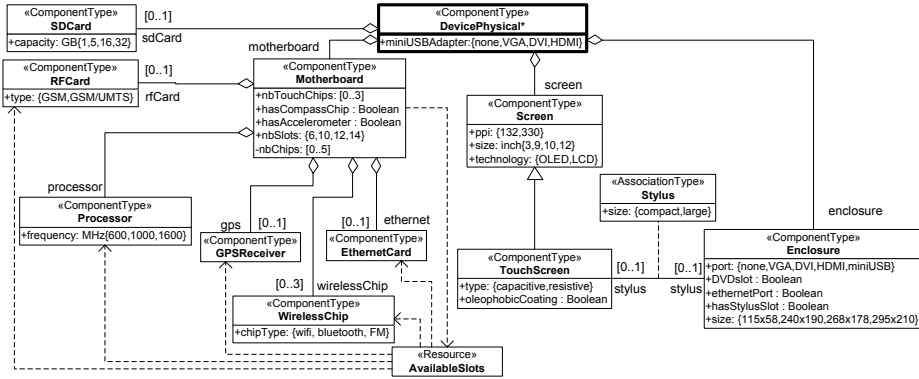 «ComponentType»
SDCard
+capacity: GB{1,5,16,32}
[0..1]
sdCard
«ComponentType»
DevicePhysical*
+miniUSBAdapter:{none,VGA,DVI,HDMI}
motherboard
«ComponentType»
RFCard
+type: {GSM,GSM/UMTS}
[0..1]
rfCard
«ComponentType»
Motherboard
+nbTouchChips: [0..3]
+hasCompassChip : Boolean
+hasAccelerometer : Boolean
+nbSlots: {6,10,12,14}
-nbChips: [0..5]
screen
«ComponentType»
Screen
+ppi: {132,330}
+size: inch{3,9,10,12}
+technology: {OLED,LCD}
processor
«ComponentType»
Processor
+frequency: MHz{600,1000,1600}
gps
[0..1]
«ComponentType»
GPSReceiver
[0..1]
ethernet
«ComponentType»
EthernetCard
«AssociationType»
Stylus
+size: {compact,large}
enclosure
«ComponentType»
TouchScreen
+type: {capacitive,resistive}
+oleophobicCoating : Boolean
[0..1]
stylus
[0..1]
stylus
«ComponentType»
Enclosure
+port: {none,VGA,DVI,HDMI,miniUSB}
+DVDslot : Boolean
+ethernetPort : Boolean
+hasStylusSlot : Boolean
+size: {115x58,240x190,268x178,295x210}
[0..3]
wirelessChip
«ComponentType»
WirelessChip
+chipType: {wifi, bluetooth, FM}
«Resource»
AvailableSlots